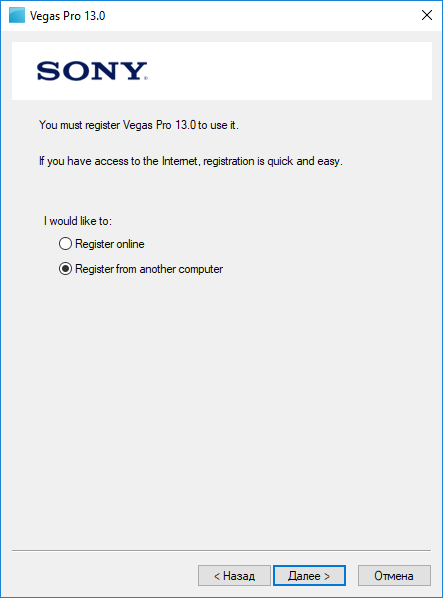 Vegas Pro 13.0
SONY
You must register Vegas Pro 13.0 to use it.
If you have access to the Internet, registration is quick and easy.
I would like to:
Register online
Register from another computer
< Назад
Далее >
Отмена